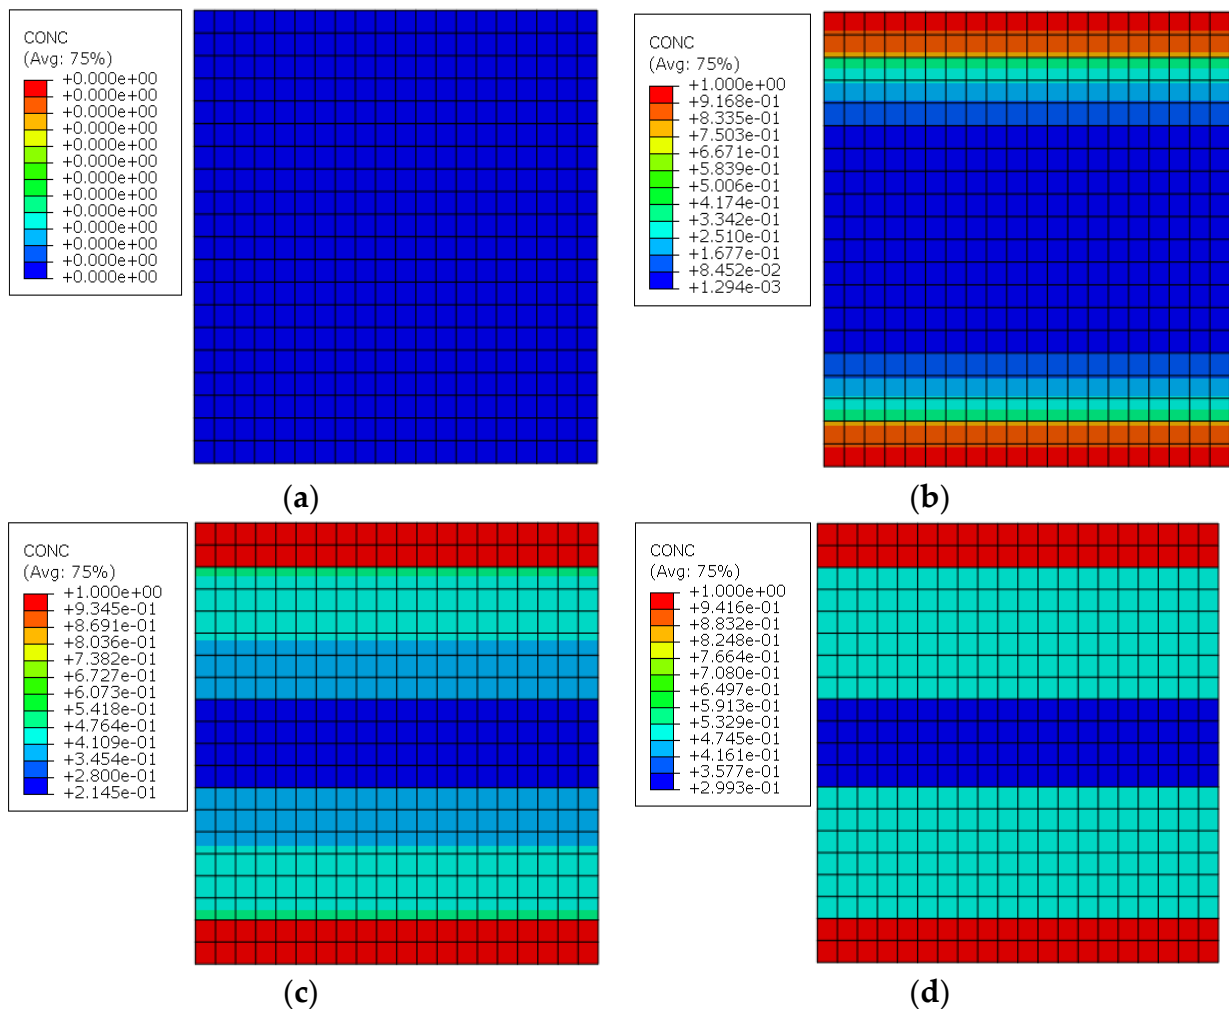 CONC
(Avg: 75%)
+0.000e+00
+0.000e+00
+0.000e+00
+0.000e+00
+0.000e+00
+0.000e+00
+0.000e+00
+0.000e+00
+0.000e+00
+0.000e+00
+0.000e+00
+0.000e+00
+0.000e+00
(a)
CONC
(Avg: 75%)
+1.000e+00
+9.168e-01
+8.335e-01
+7.503e-01
+6.671e-01
+5.839e-01
+5.006e-01
+4.174e-01
+3.342e-01
+2.510e-01
+1.677e-01
+8.452e-02
+1.294e-03
(b)
CONC
(Avg: 75%)
+1.000e+00
+9.345e-01
+8.691e-01
+8.036e-01
+7.382e-01
+6.727e-01
+6.073e-01
+5.418e-01
+4.764e-01
+4.109e-01
+3.454e-01
+2.800e-01
+2.145e-01
(c)
CONC
(Avg: 75%)
+1.000e+00
+9.416e-01
+8.832e-01
+8.248e-01
+7.664e-01
+7.080e-01
+6.497e-01
+5.913e-01
+5.329e-01
+4.745e-01
+4.161e-01
+3.577e-01
+2.993e-01
(d)